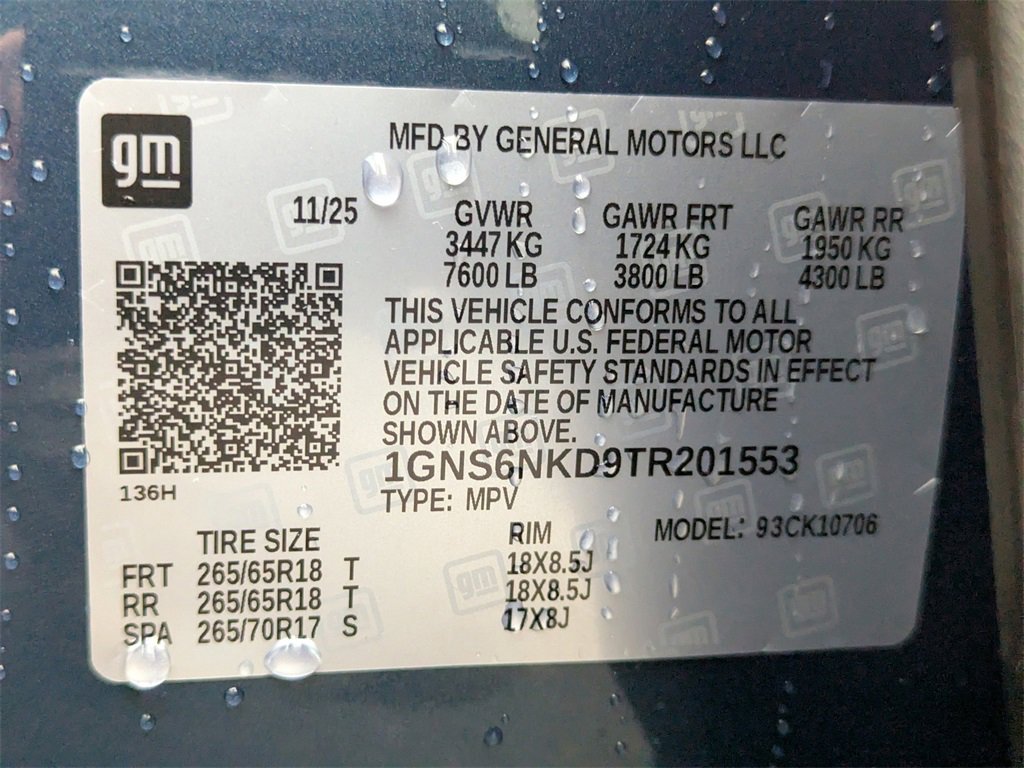 gm
MFD BY GENERAL MOTORS LLC
11/25 GVWR GAWR FRT GAWR RR
3447 KG 1724 KG 1950 KG
7600 LB 3800 LB 4300 LB
THIS VEHICLE CONFORMS TO ALL
APPLICABLE U.S. FEDERAL MOTOR
VEHICLE SAFETY STANDARDS IN EFFECT
ON THE DATE OF MANUFACTURE
SHOWN ABOVE.
1GNS6NKD9TR201553
136H
TYPE: MPV
TIRE SIZE RIM MODEL: 93CK10706
FRT 265/65R18 T 18X8.5J
RR 265/65R18 T 18X8.5J
SPA 265/70R17 S 17X8J